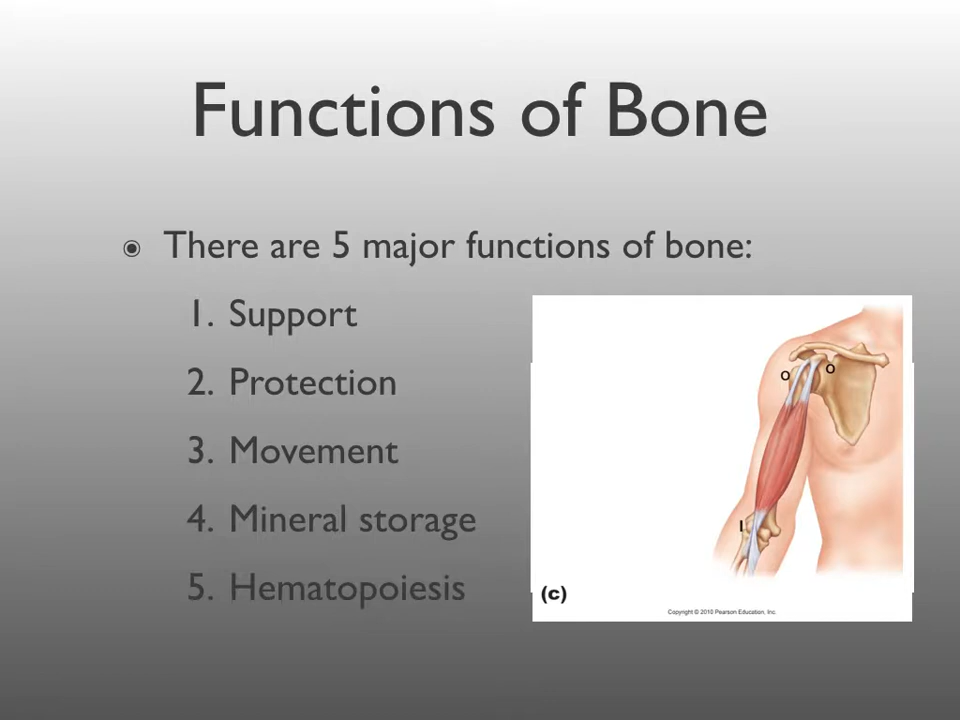 Functions of Bone
There are 5 major functions of bone:
1. Support
2. Protection
3. Movement
4. Mineral storage
5. Hematopoiesis
O
O
I
(c)
Copyright © 2010 Pearson Education, Inc.